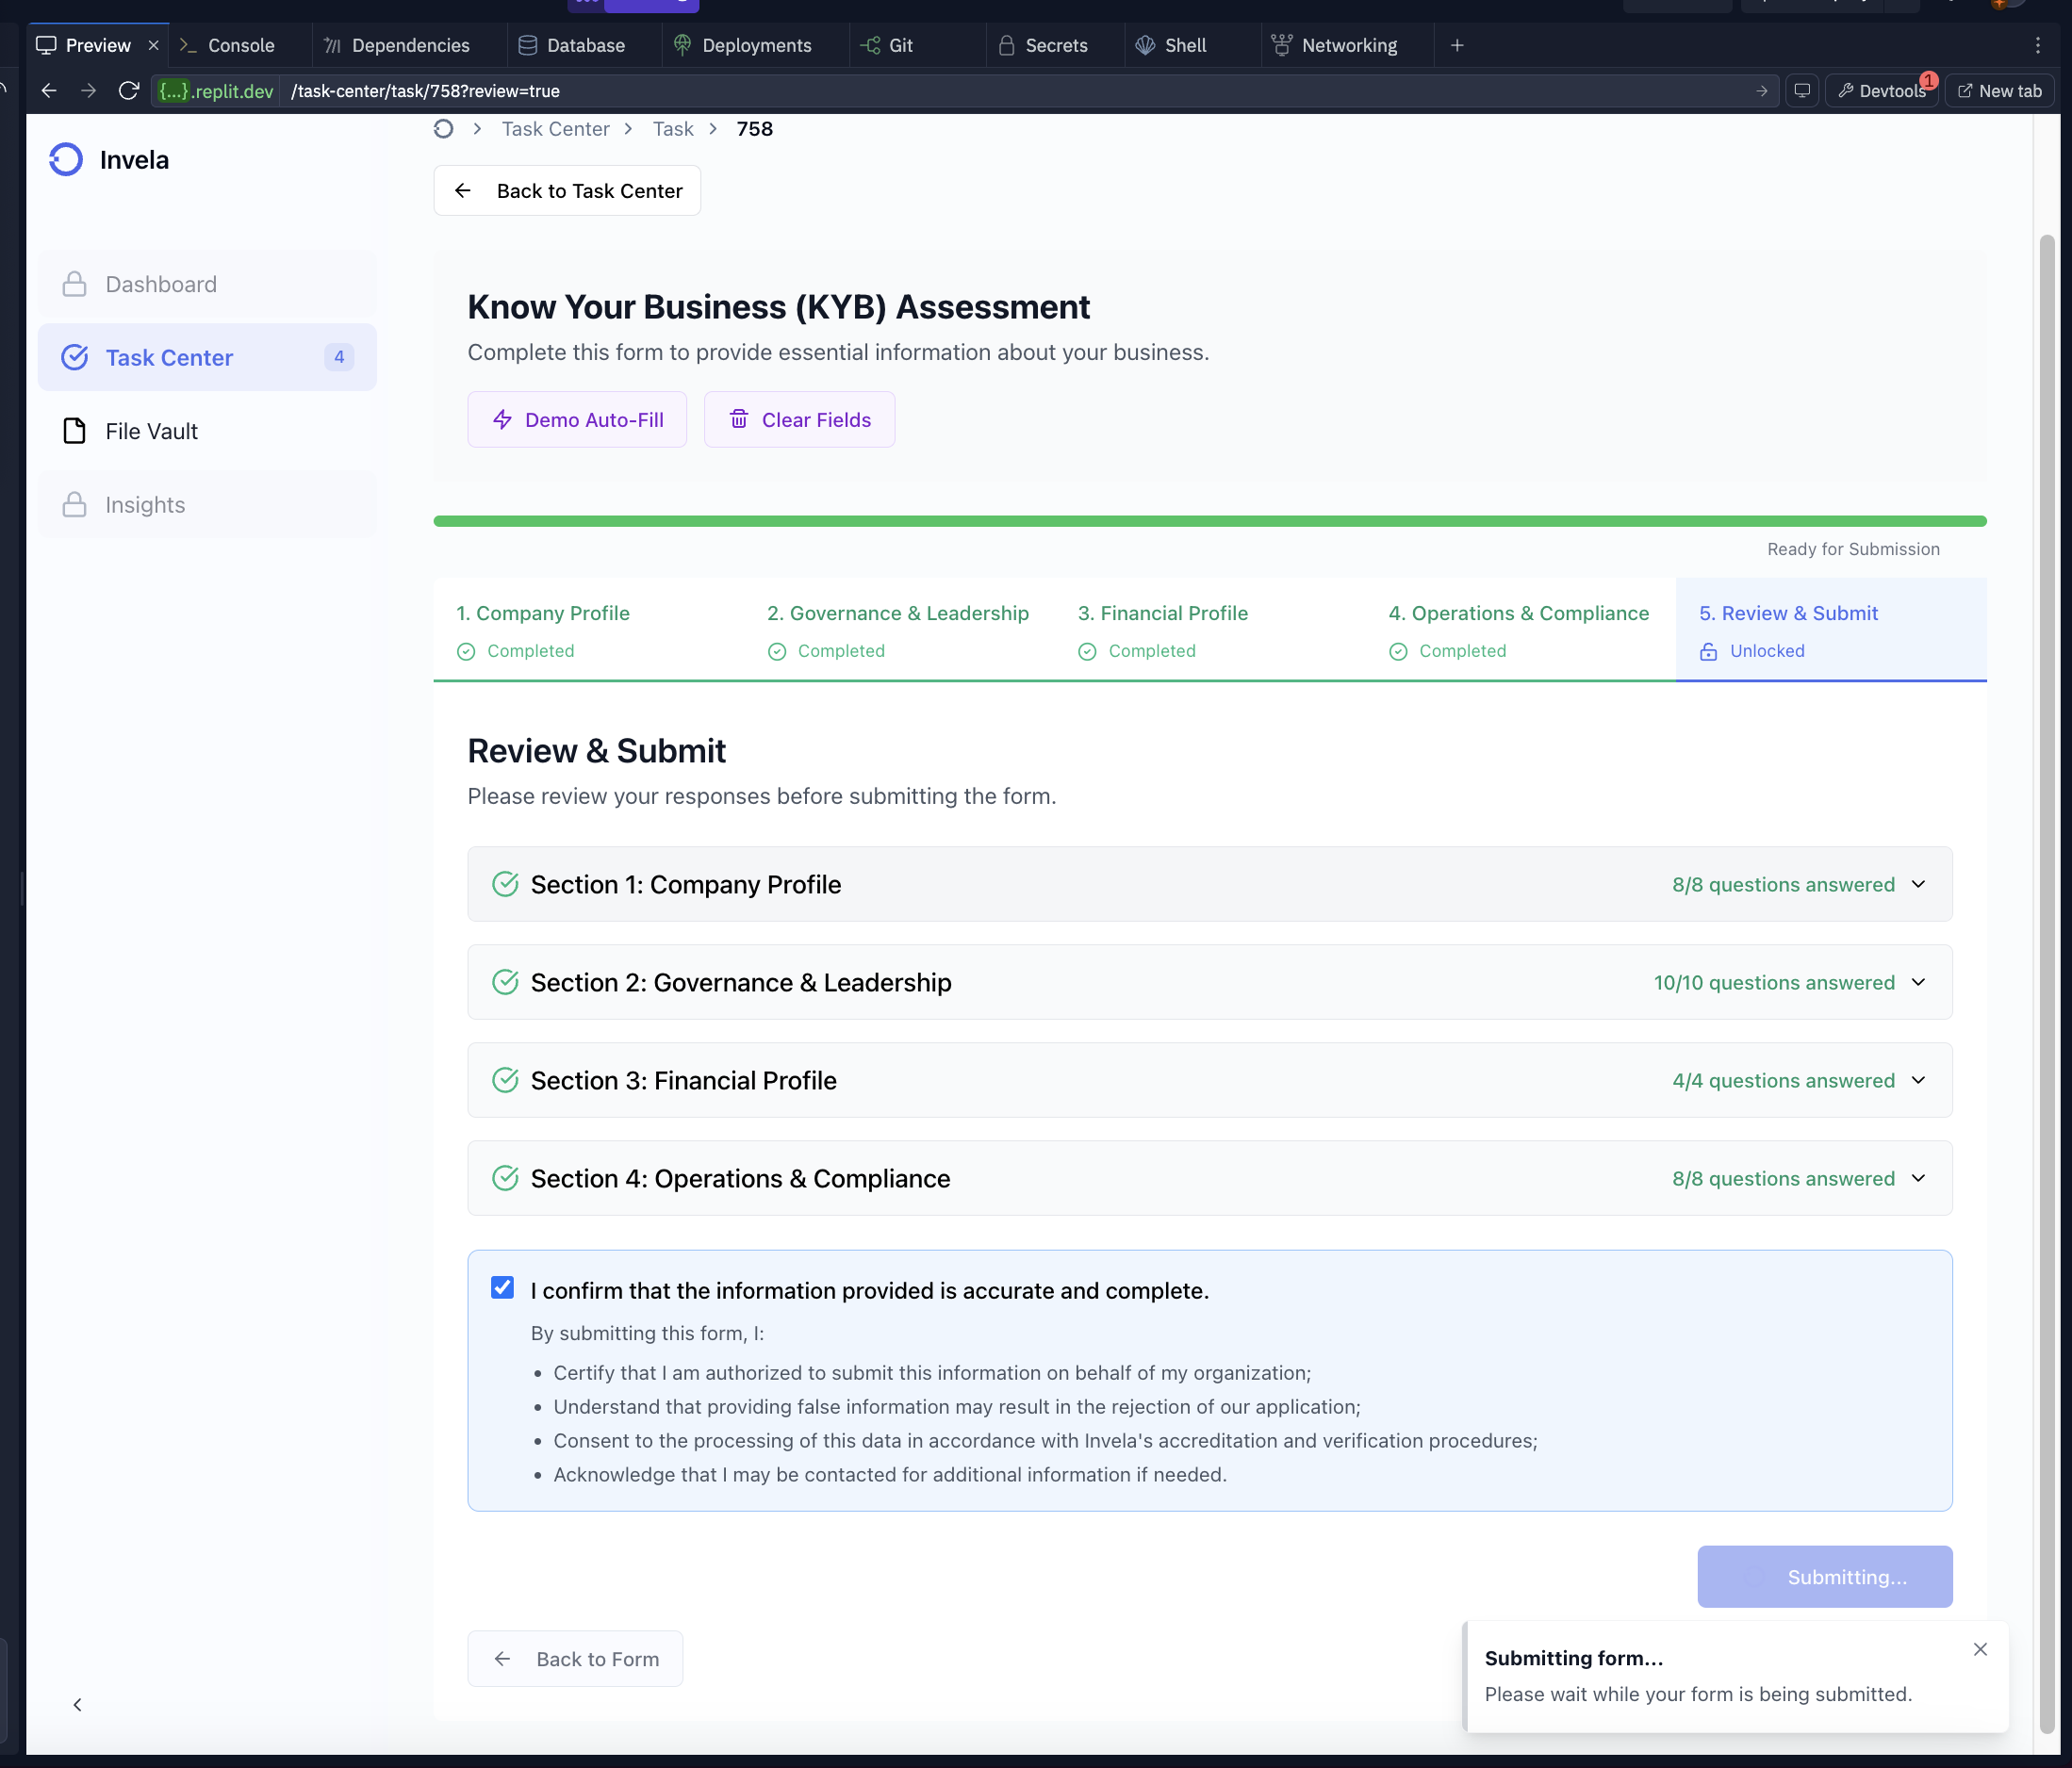 Preview
Console
Dependencies
Database
Deployments
Git
Secrets
Shell
Networking
{...}.replit.dev
/task-center/task/758?review=true
Devtools
1
New tab
Invela
Dashboard
Task Center
4
File Vault
Insights
Task Center
Task
758
Back to Task Center
Know Your Business (KYB) Assessment
Complete this form to provide essential information about your business.
Demo Auto-Fill
Clear Fields
Ready for Submission
1. Company Profile
Completed
2. Governance & Leadership
Completed
3. Financial Profile
Completed
4. Operations & Compliance
Completed
5. Review & Submit
Unlocked
Review & Submit
Please review your responses before submitting the form.
Section 1: Company Profile
8/8 questions answered
Section 2: Governance & Leadership
10/10 questions answered
Section 3: Financial Profile
4/4 questions answered
Section 4: Operations & Compliance
8/8 questions answered
I confirm that the information provided is accurate and complete.
By submitting this form, I:
• Certify that I am authorized to submit this information on behalf of my organization;
• Understand that providing false information may result in the rejection of our application;
• Consent to the processing of this data in accordance with Invela's accreditation and verification procedures;
• Acknowledge that I may be contacted for additional information if needed.
Submitting...
Back to Form
Submitting form...
Please wait while your form is being submitted.